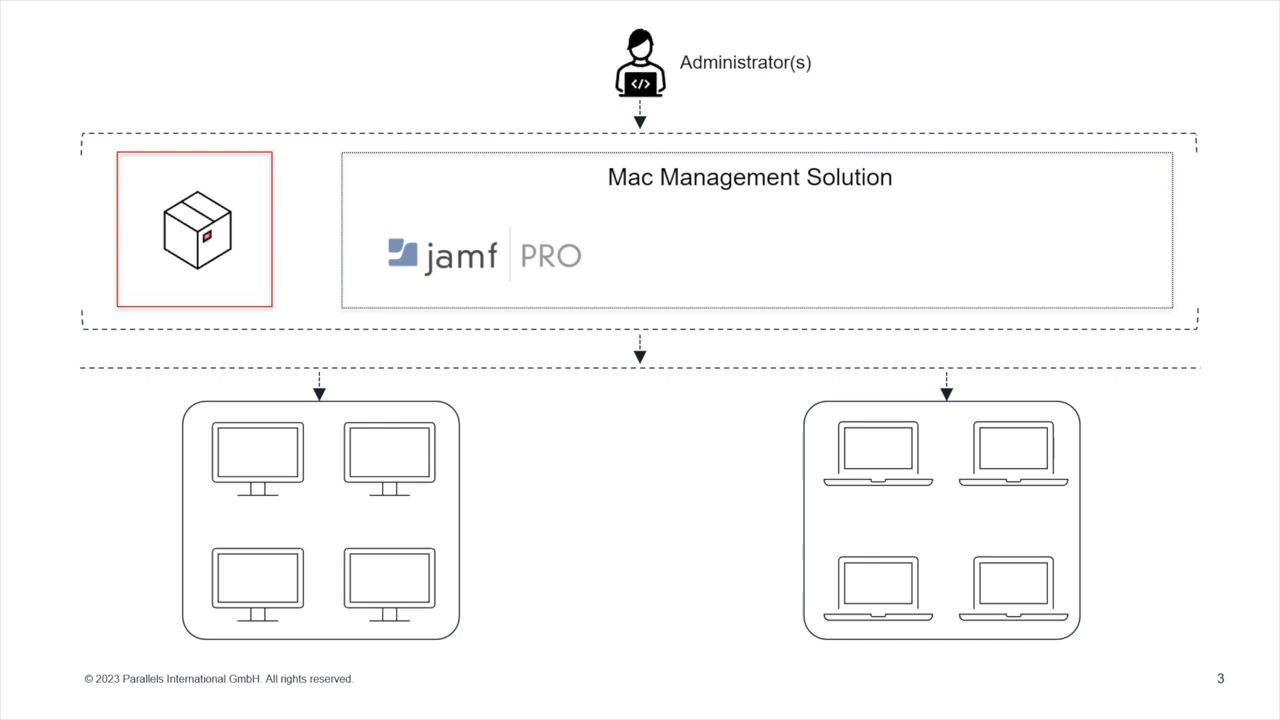 </>
Administrator(s)
Mac Management Solution
jamf PRO
© 2023 Parallels International GmbH. All rights reserved.
3